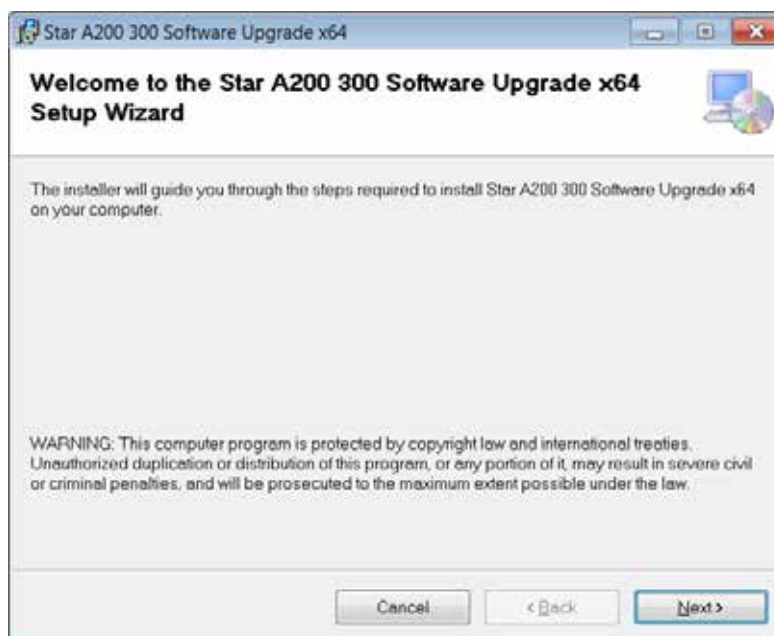 Star A200 300 Software Upgrade x64
Welcome to the Star A200 300 Software Upgrade x64
Setup Wizard
The installer will guide you through the steps required to install Star A200 300 Software Upgrade x64
on your computer.
WARNING: This computer program is protected by copyright law and international treaties.
Unauthorized duplication or distribution of this program, or any portion of it, may result in severe civil
or criminal penalties, and will be prosecuted to the maximum extent possible under the law.
Cancel
< Back
Next >